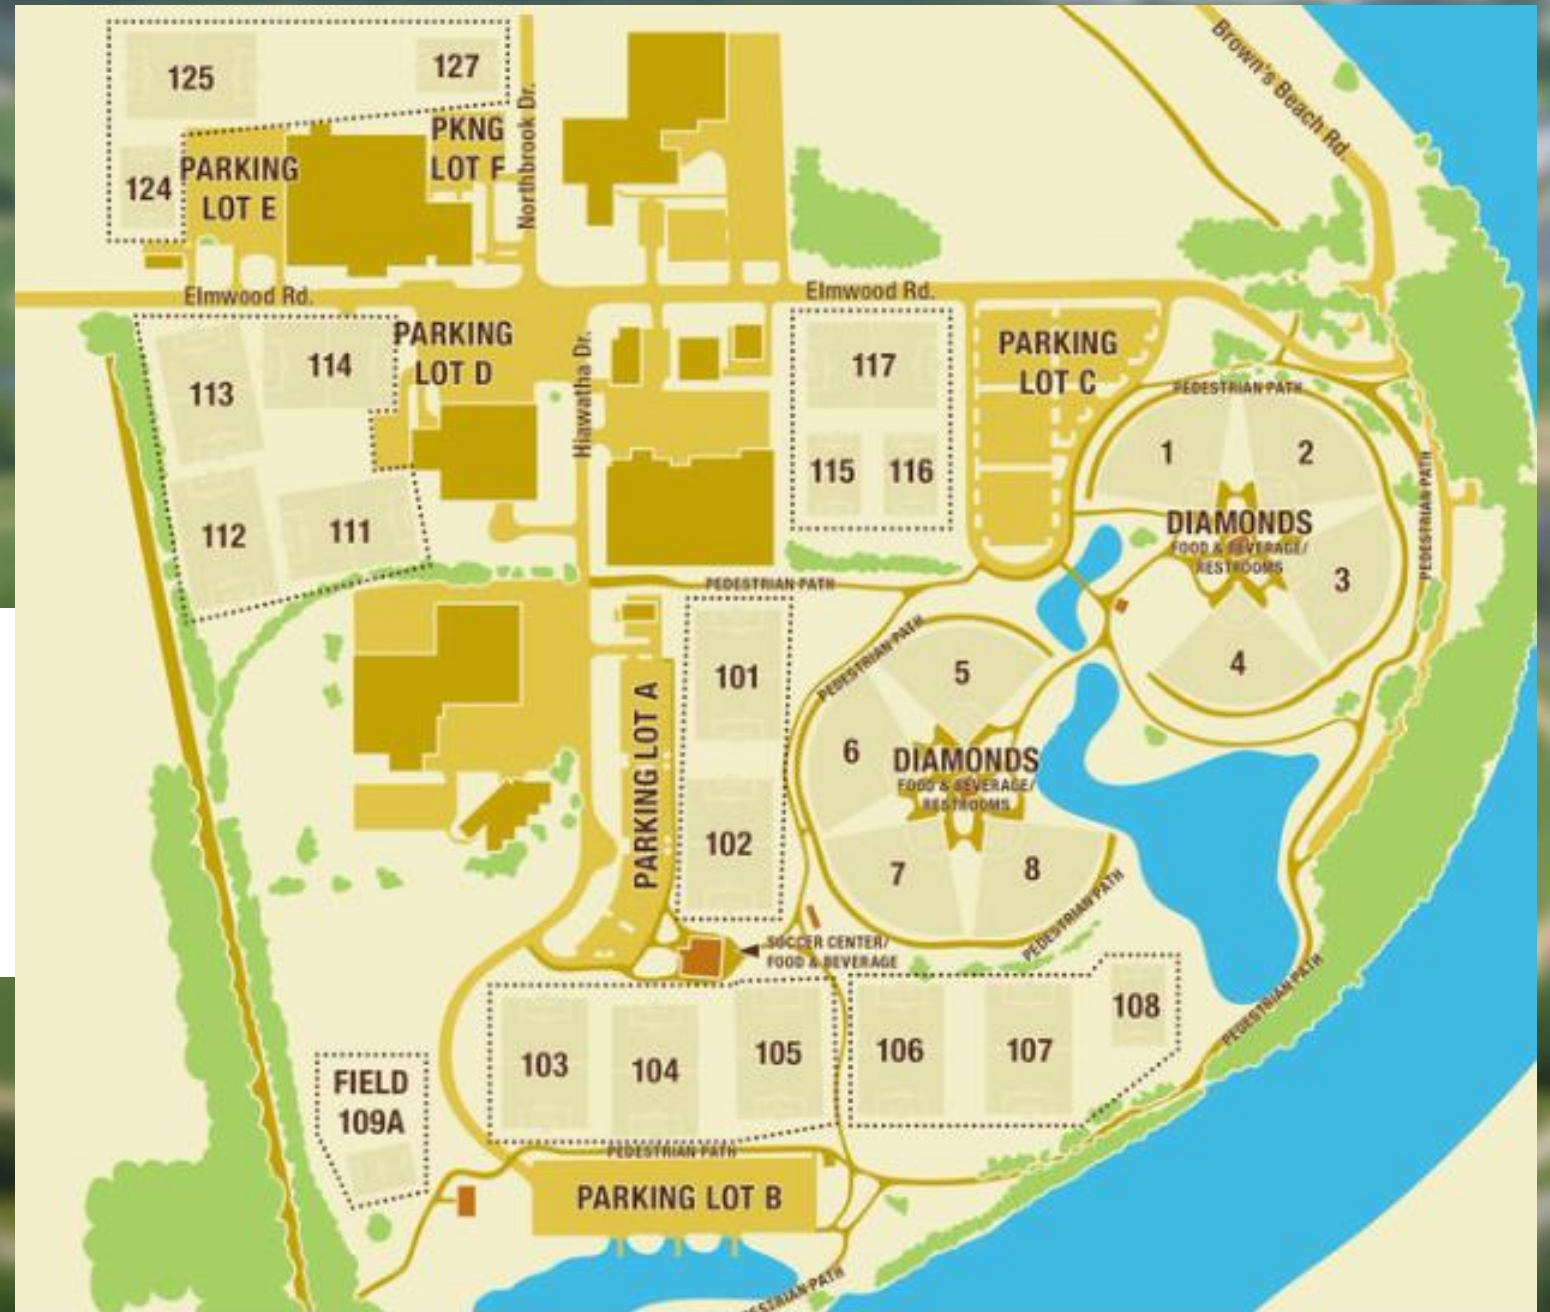 125
127
124
PARKING
LOT E
PKNG
LOT F
Northbrook Dr.
Brown's Beach Rd.
Elmwood Rd.
Elmwood Rd.
113
114
PARKING
LOT D
Hiawatha Dr.
117
115
116
PARKING
LOT C
PEDESTRIAN PATH
1
2
DIAMONDS
FOOD & BEVERAGE/
RESTROOMS
3
4
PEDESTRIAN PATH
112
111
PEDESTRIAN PATH
101
PARKING LOT A
102
PEDESTRIAN PATH
5
6
DIAMONDS
FOOD & BEVERAGE/
RESTROOMS
7
8
PEDESTRIAN PATH
SOCCER CENTER/
FOOD & BEVERAGE
103
104
105
106
107
108
PEDESTRIAN PATH
FIELD
109A
PEDESTRIAN PATH
PARKING LOT B
PATH